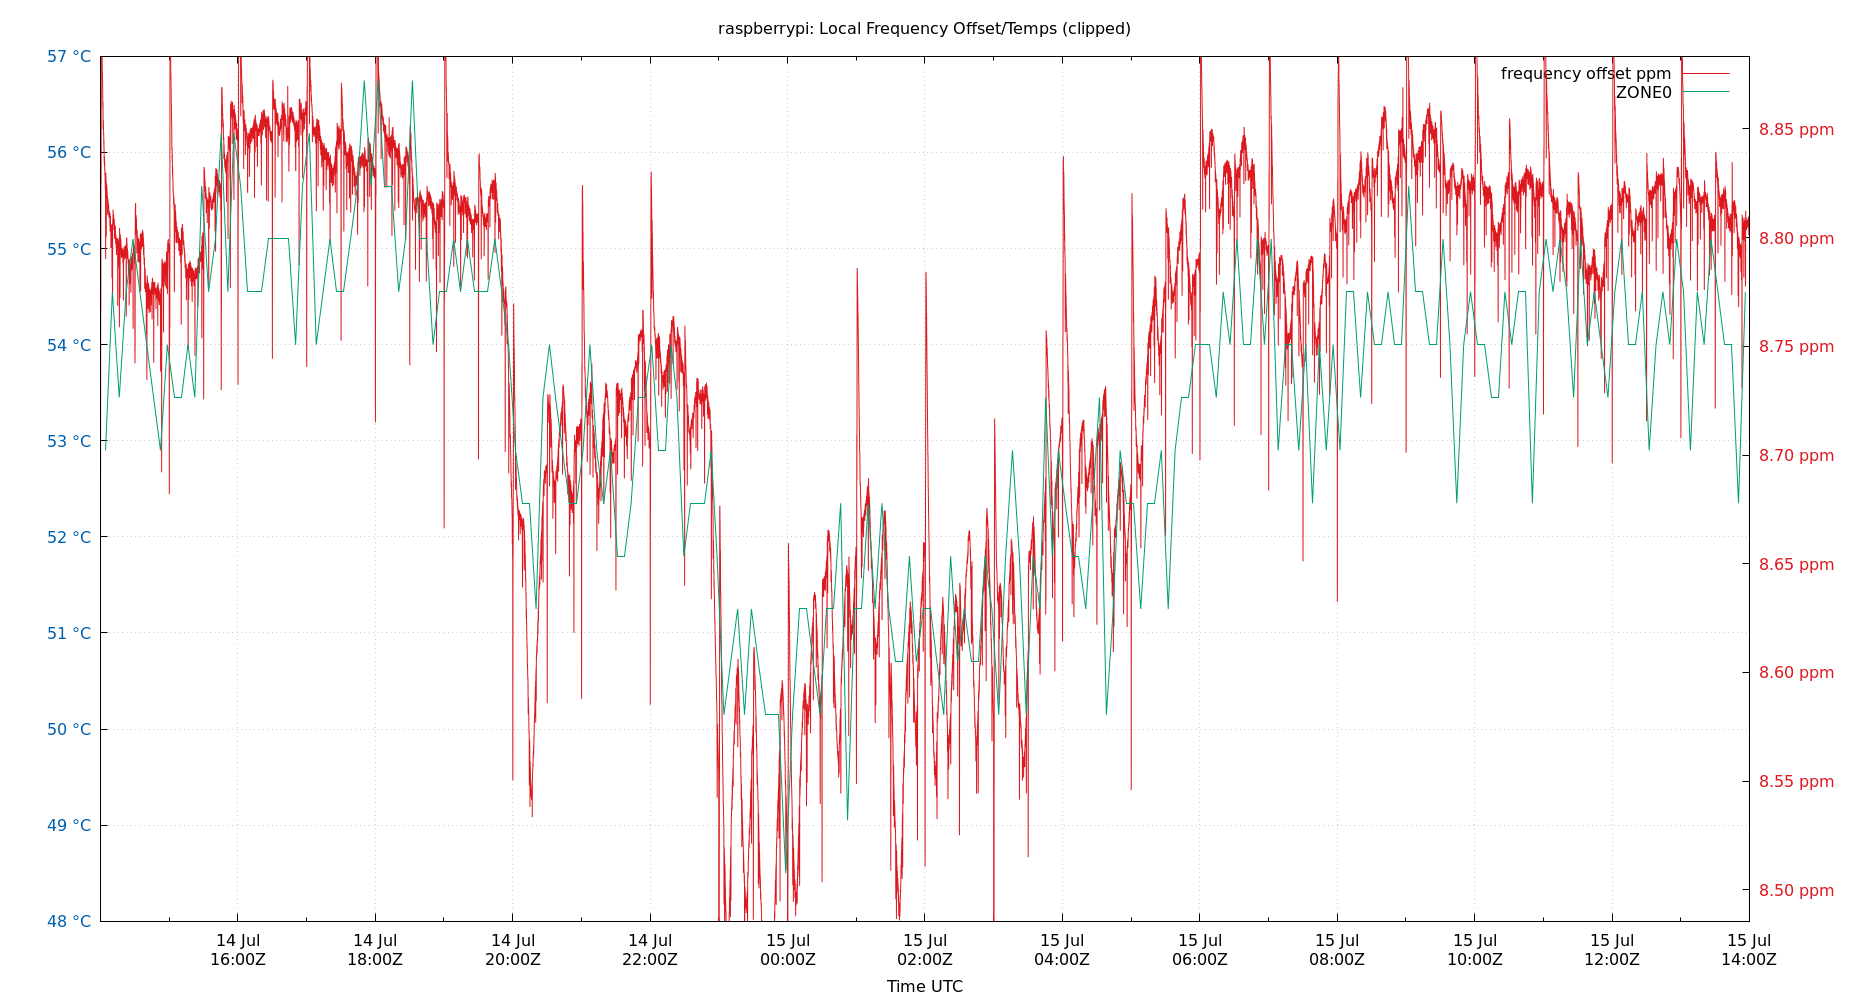 raspberrypi: Local Frequency Offset/Temps (clipped)
57 °C
56 °C
55 °C
54 °C
53 °C
52 °C
51 °C
50 °C
49 °C
48 °C
frequency offset ppm
ZONE0
8.85 ppm
8.80 ppm
8.75 ppm
8.70 ppm
8.65 ppm
8.60 ppm
8.55 ppm
8.50 ppm
14 Jul
16:00Z
14 Jul
18:00Z
14 Jul
20:00Z
14 Jul
22:00Z
15 Jul
00:00Z
15 Jul
02:00Z
15 Jul
04:00Z
15 Jul
06:00Z
15 Jul
08:00Z
15 Jul
10:00Z
15 Jul
12:00Z
15 Jul
14:00Z
Time UTC